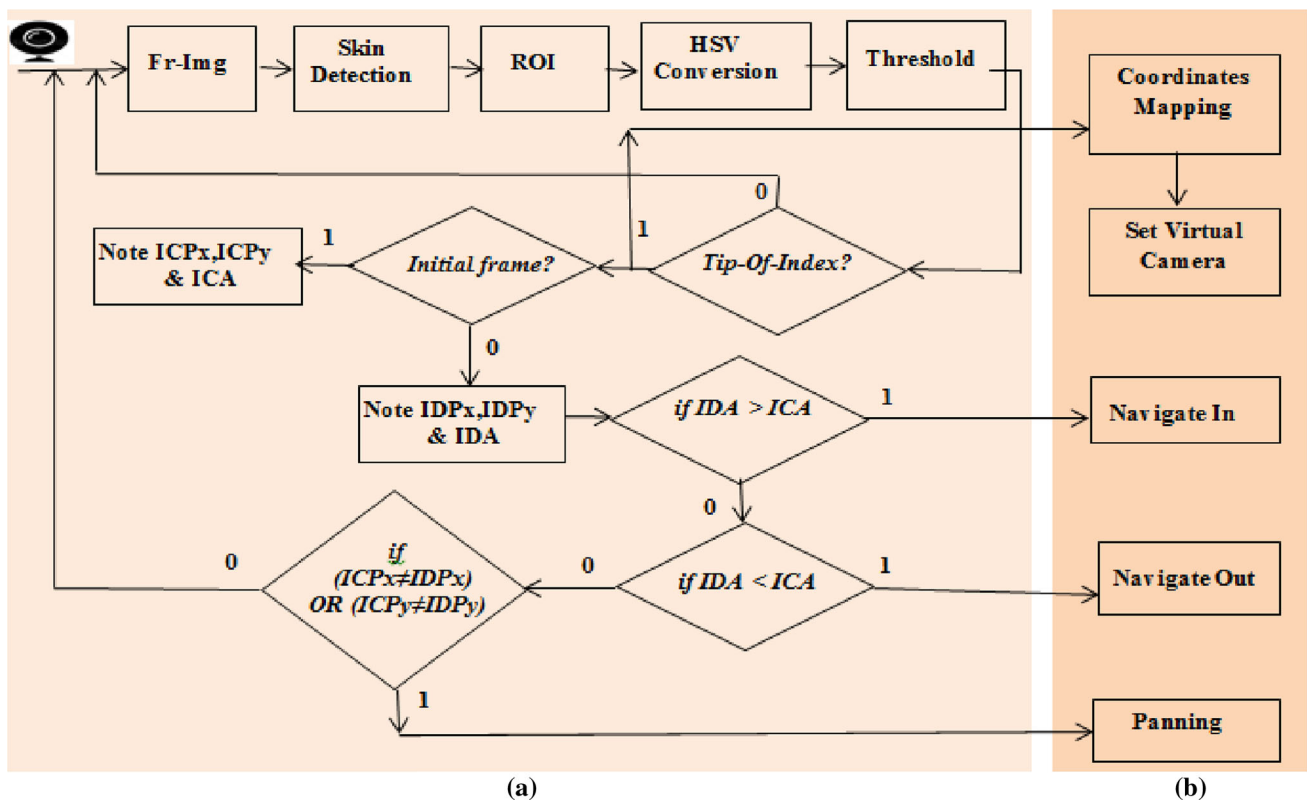 Fr-Img
Skin
Detection
ROI
HSV
Conversion
Threshold
Coordinates
Mapping
0
1
Note ICPx,ICPy
& ICA
Initial frame?
1
Tip-Of-Index?
Set Virtual
Camera
0
Note IDPx,IDPy
& IDA
if IDA > ICA
1
Navigate In
0
0
if
(ICPx≠IDPx)
OR (ICPy≠IDPy)
0
if IDA < ICA
1
Navigate Out
1
Panning
(a)
(b)